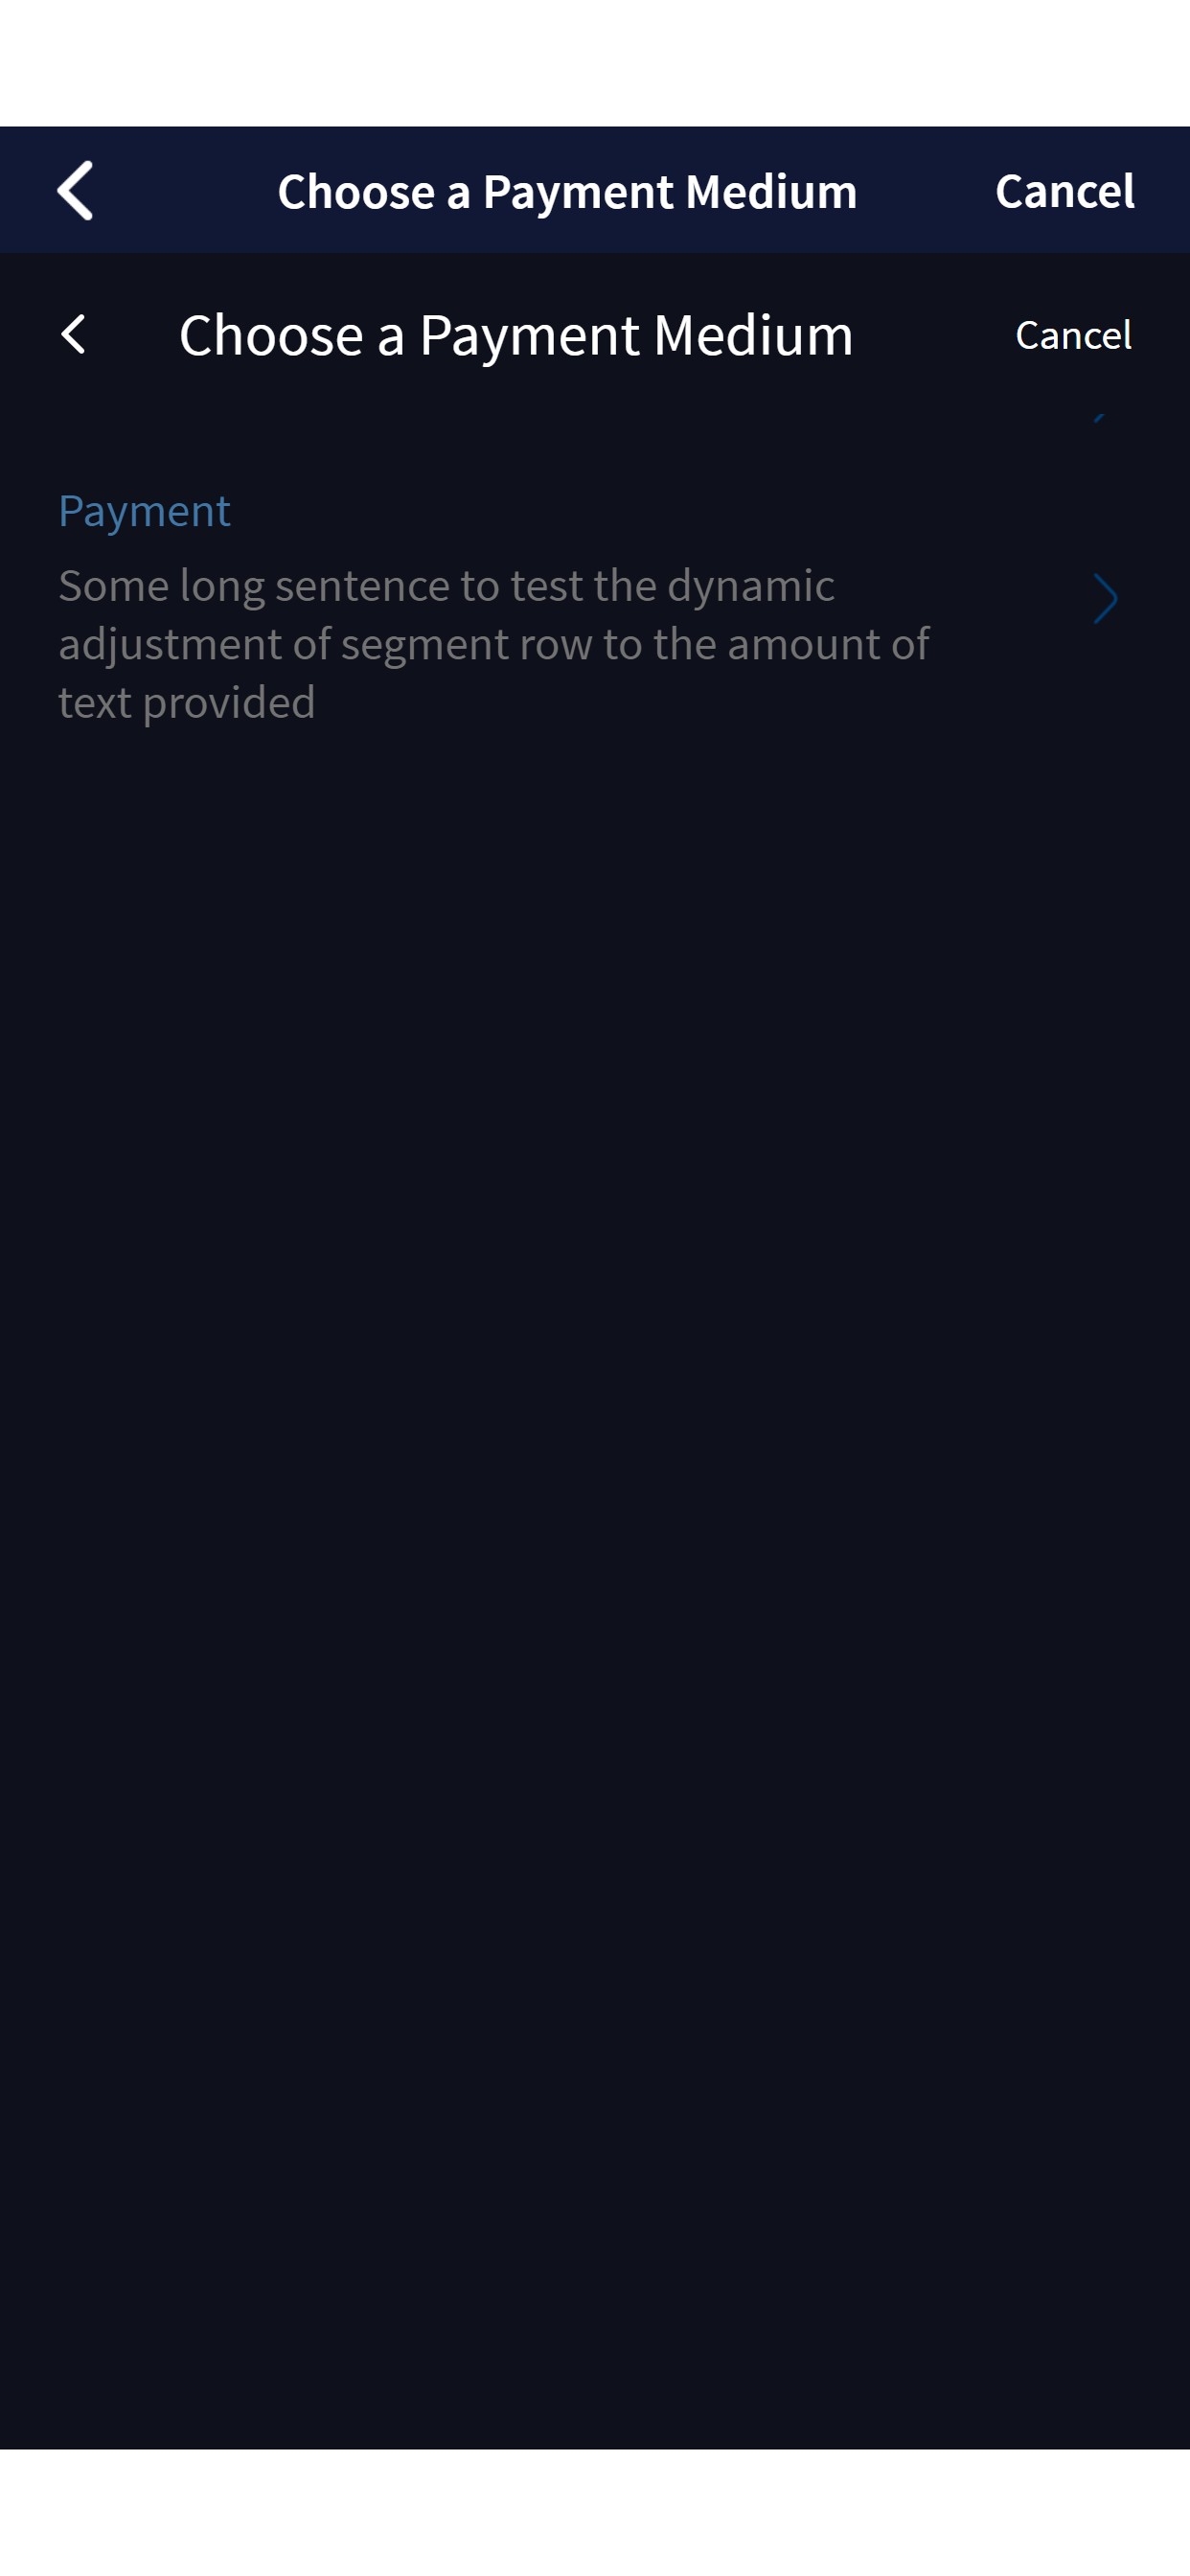 Choose a Payment Medium Cancel
Choose a Payment Medium Cancel
Payment
Some long sentence to test the dynamic
adjustment of segment row to the amount of
text provided